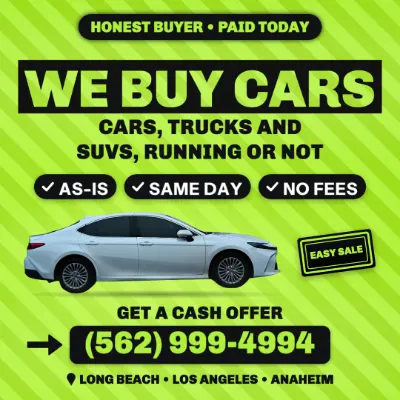 HONEST BUYER • PAID TODAY
WE BUY CARS
CARS, TRUCKS AND
SUVS, RUNNING OR NOT
✓ AS-IS ✓ SAME DAY ✓ NO FEES
EASY SALE
GET A CASH OFFER
→ (562) 999-4994
LONG BEACH • LOS ANGELES • ANAHEIM